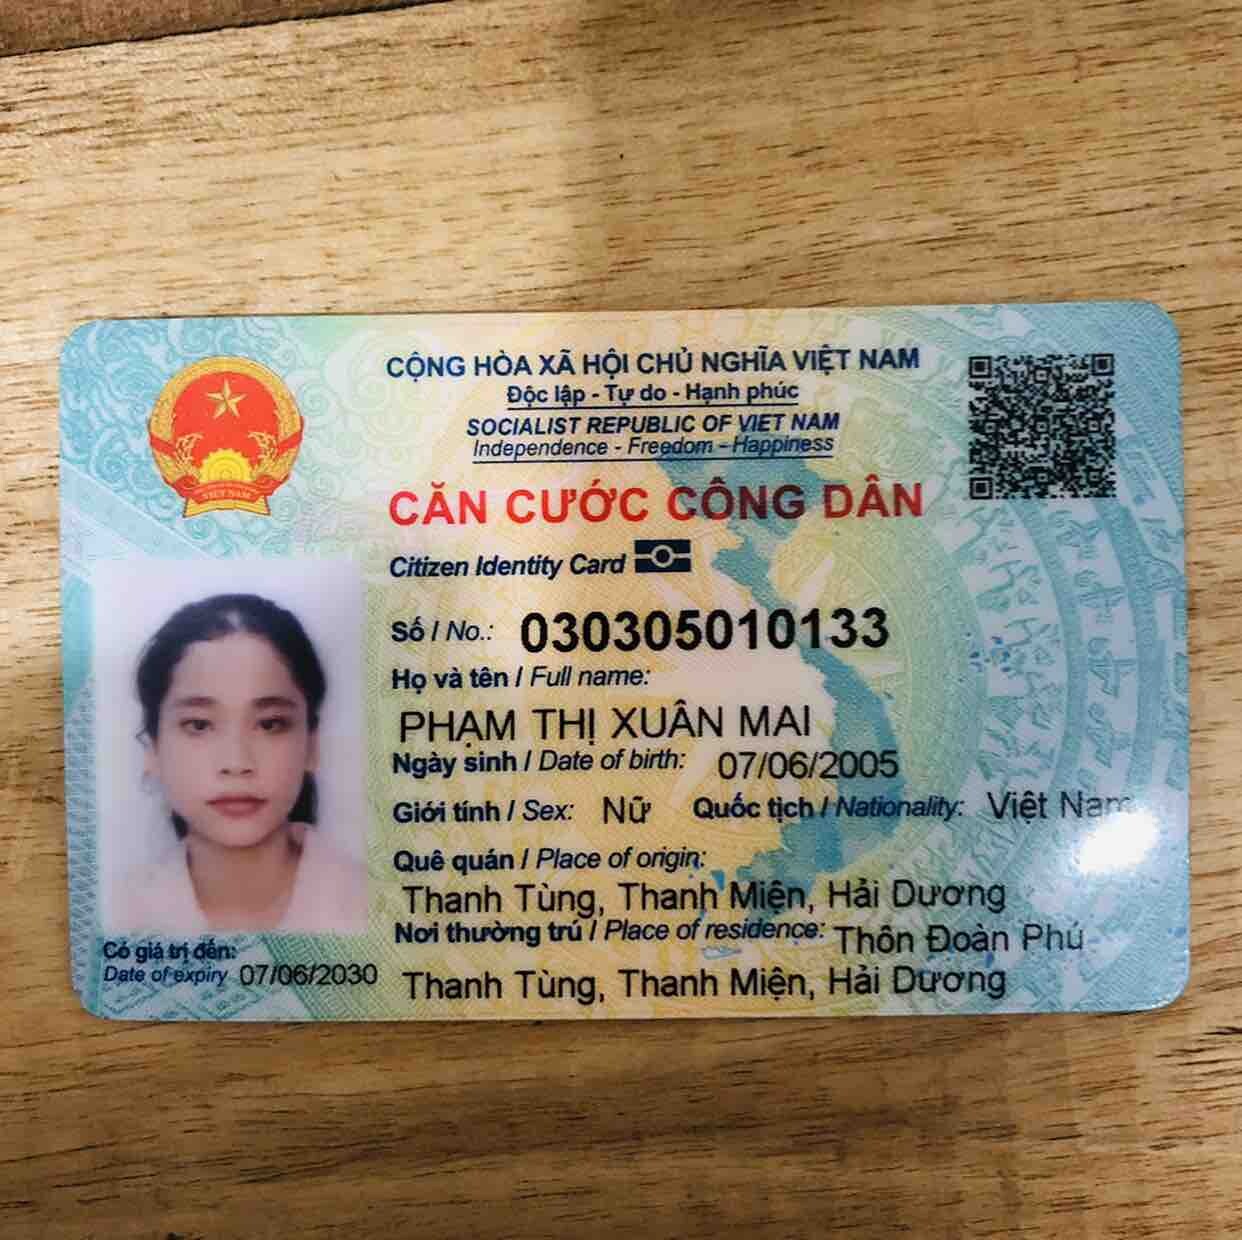 CỘNG HÒA XÃ HỘI CHỦ NGHĨA VIỆT NAM
Độc lập - Tự do - Hạnh phúc
SOCIALIST REPUBLIC OF VIET NAM
Independence - Freedom - Happiness
CĂN CƯỚC CÔNG DÂN
Citizen Identity Card
VIET NAM
Số / No.: 030305010133
Họ và tên / Full name:
PHẠM THỊ XUÂN MAI
Ngày sinh / Date of birth: 07/06/2005
Giới tính / Sex: Nữ Quốc tịch / Nationality: Việt Nam
Quê quán / Place of origin:
Thanh Tùng, Thanh Miện, Hải Dương
Nơi thường trú / Place of residence: Thôn Đoàn Phú
Thanh Tùng, Thanh Miện, Hải Dương
Có giá trị đến:
Date of expiry 07/06/2030